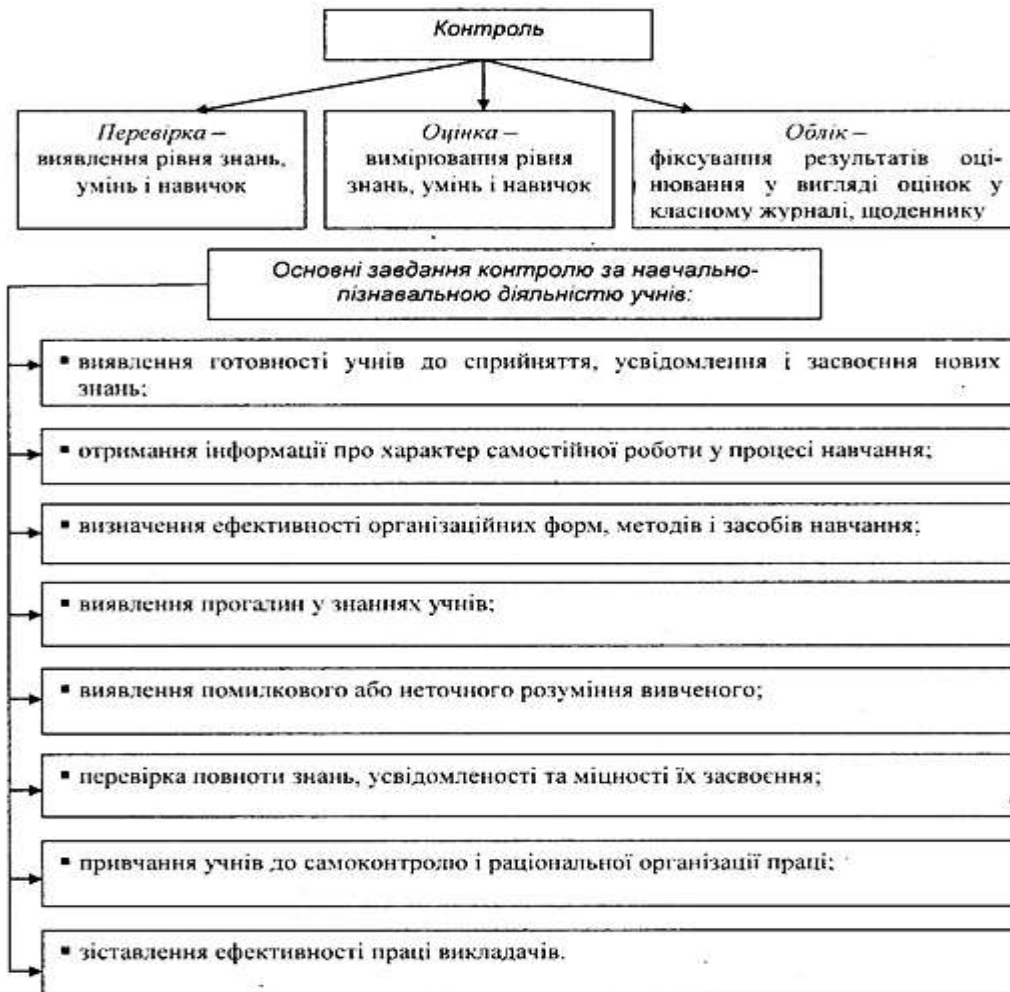 Контроль
Перевірка –
виявлення рівня знань,
умінь і навичок
Оцінка –
вимірювання рівня
знань, умінь і навичок
Облік –
фіксування результатів оці-
нювання у вигляді оцінок у
класному журналі, щоденнику
Основні завдання контролю за навчально-
пізнавальною діяльністю учнів:
▪ виявлення готовності учнів до сприйняття, усвідомлення і засвоєння нових
знань;
▪ отримання інформації про характер самостійної роботи у процесі навчання;
▪ визначення ефективності організаційних форм, методів і засобів навчання;
▪ виявлення прогалин у знаннях учнів;
▪ виявлення помилкового або неточного розуміння вивченого;
▪ перевірка повноти знань, усвідомленості та міцності їх засвоєння;
▪ привчання учнів до самоконтролю і раціональної організації праці;
▪ зіставлення ефективності праці викладачів.